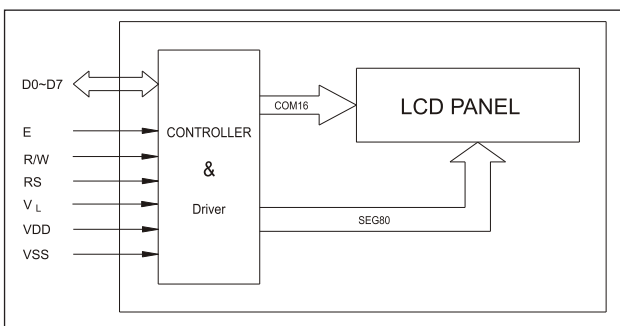 D0~D7
E
R/W
RS
V L
VDD
VSS
CONTROLLER
&
Driver
COM16
SEG80
LCD PANEL